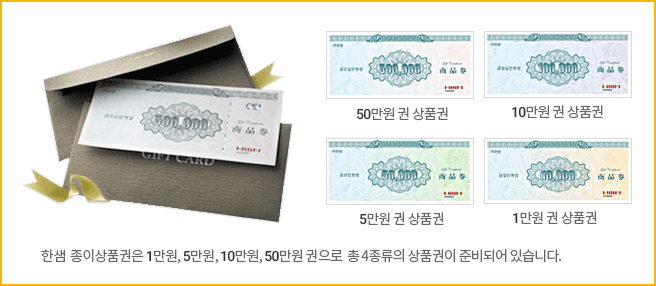 500,000
商品券
GIFT CARD
500,000
商品券
50만원 권 상품권
100,000
商品券
10만원 권 상품권
50,000
商品券
5만원 권 상품권
10,000
商品券
1만원 권 상품권
한샘 종이상품권은 1만원, 5만원, 10만원, 50만원 권으로 총 4종류의 상품권이 준비되어 있습니다.